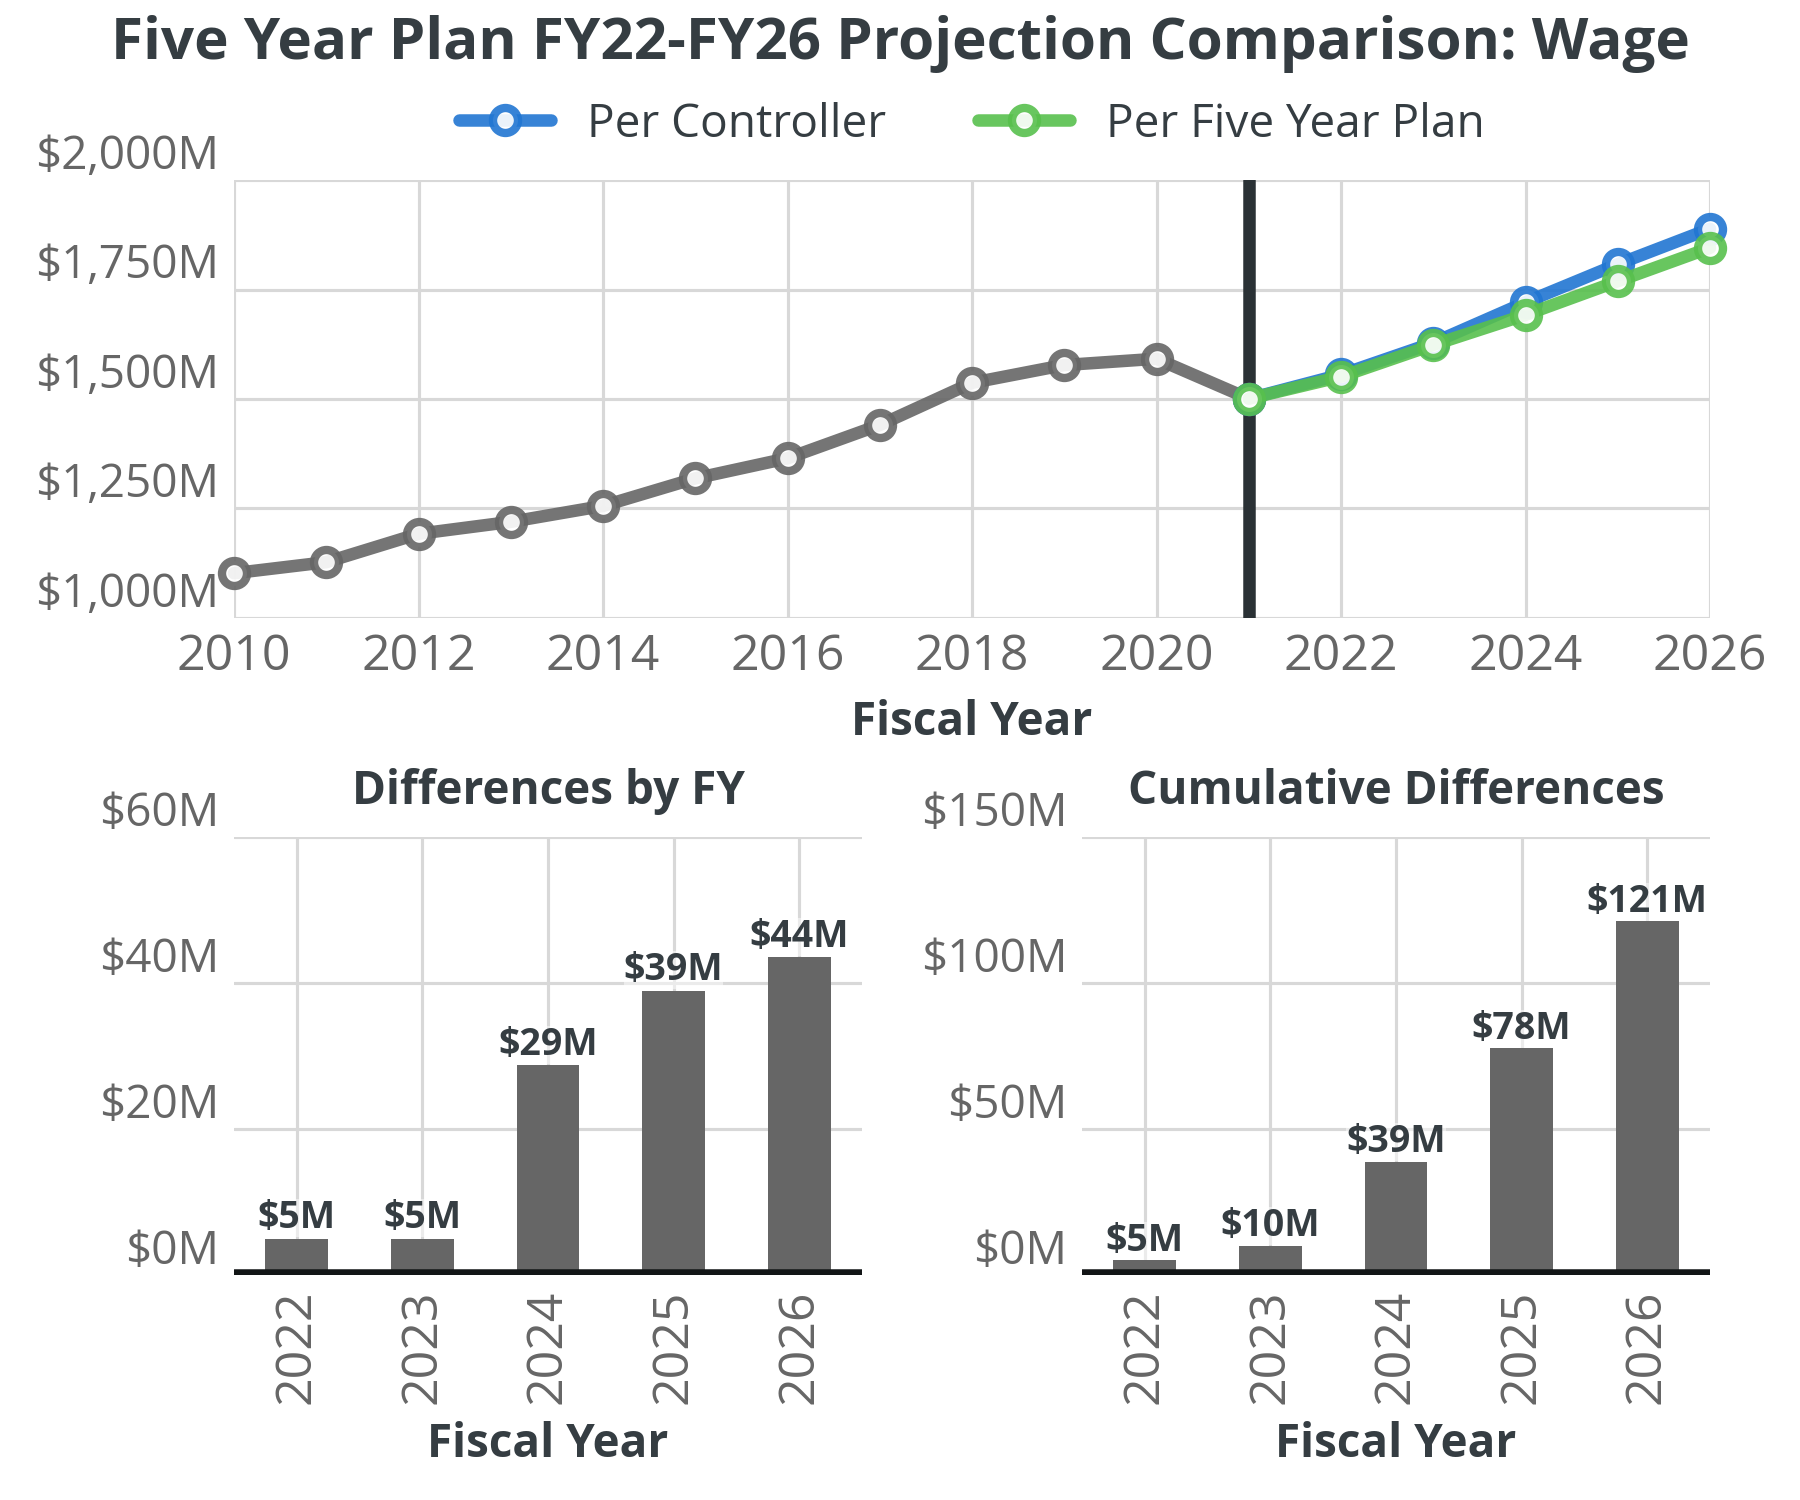 Five Year Plan FY22-FY26 Projection Comparison: Wage
Per Controller Per Five Year Plan
$2,000M
$1,750M
$1,500M
$1,250M
$1,000M
2010 2012 2014 2016 2018 2020 2022 2024 2026
Fiscal Year
Differences by FY
$60M
$40M
$20M
$0M
$5M $5M $29M $39M $44M
2022 2023 2024 2025 2026
Fiscal Year
Cumulative Differences
$150M
$100M
$50M
$0M
$5M $10M $39M $78M $121M
2022 2023 2024 2025 2026
Fiscal Year